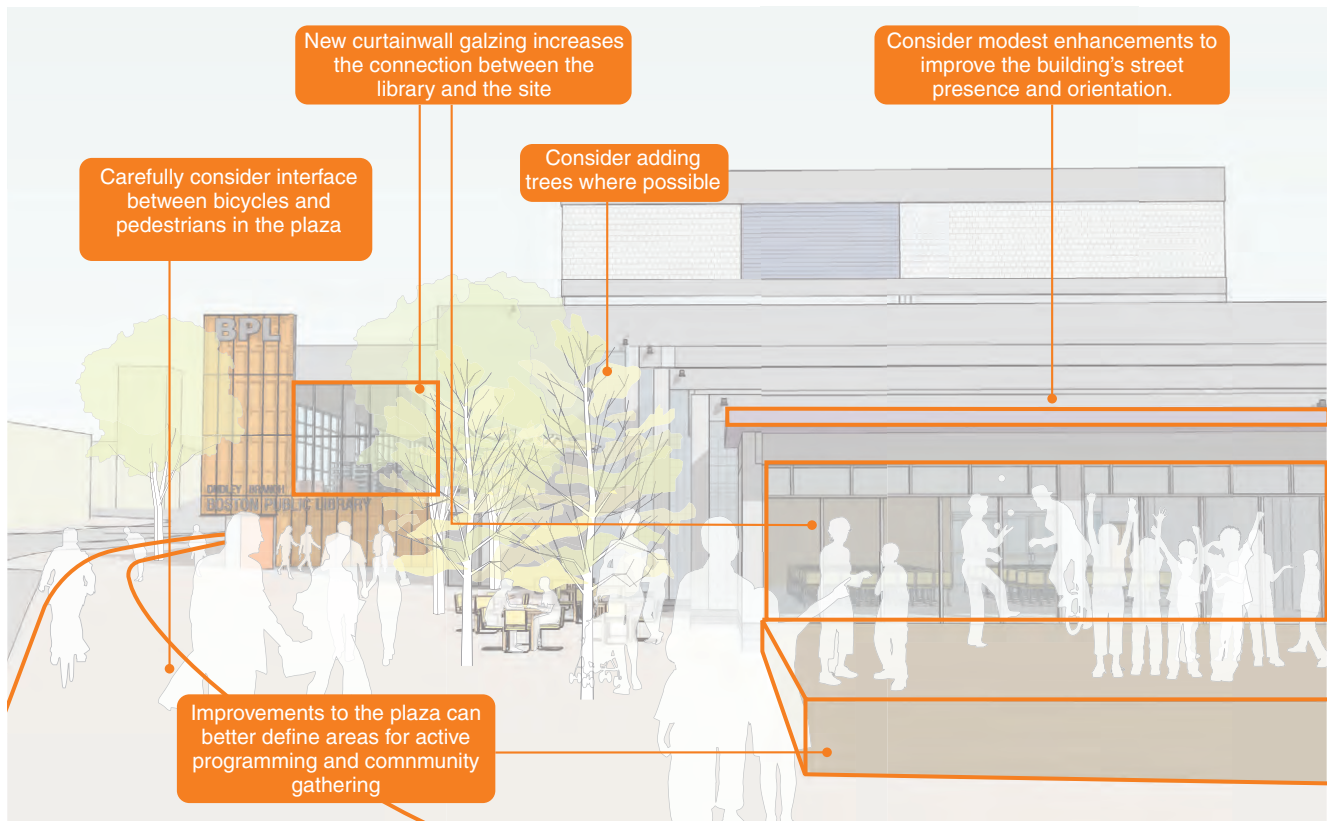 New curtainwall galzing increases
the connection between the
library and the site
Consider modest enhancements to
improve the building's street
presence and orientation.
Consider adding
trees where possible
Carefully consider interface
between bicycles and
pedestrians in the plaza
BPL
DUDLEY BRANCH
BOSTON PUBLIC LIBRARY
Improvements to the plaza can
better define areas for active
programming and comnmunity
gathering